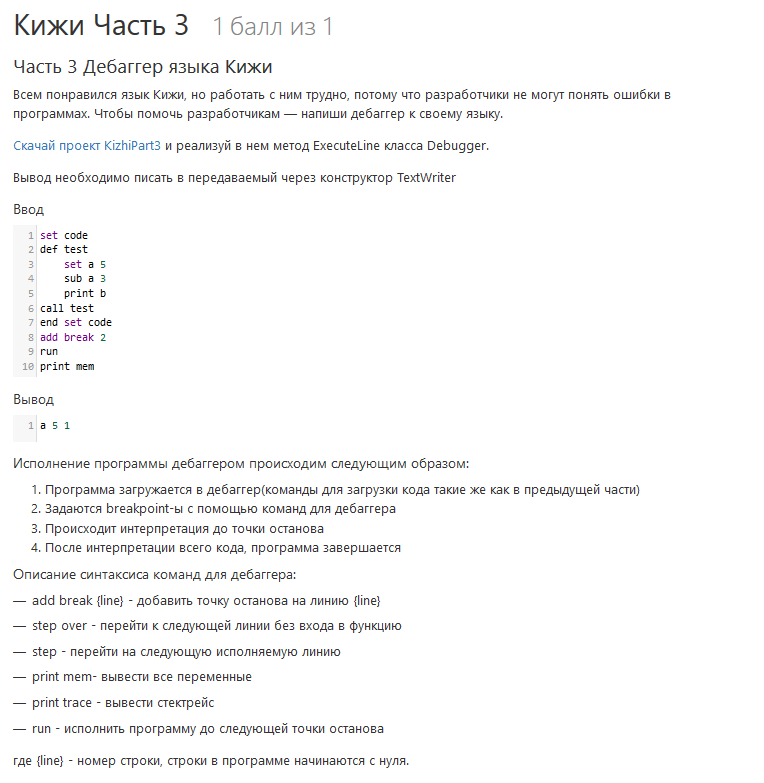 Кижи Часть 3 1 балл из 1
Часть 3 Дебаггер языка Кижи
Всем понравился язык Кижи, но работать с ним трудно, потому что разработчики не могут понять ошибки в
программах. Чтобы помочь разработчикам — напиши дебаггер к своему языку.
Скачай проект KizhiPart3 и реализуй в нем метод ExecuteLine класса Debugger.
Вывод необходимо писать в передаваемый через конструктор TextWriter
Ввод
1 set code
2 def test
3     set a 5
4     sub a 3
5     print b
6 call test
7 end set code
8 add break 2
9 run
10 print mem
Вывод
1 a 5 1
Исполнение программы дебаггером происходим следующим образом:
1. Программа загружается в дебаггер(команды для загрузки кода такие же как в предыдущей части)
2. Задаются breakpoint-ы с помощью команд для дебаггера
3. Происходит интерпретация до точки останова
4. После интерпретации всего кода, программа завершается
Описание синтаксиса команд для дебаггера:
— add break {line} - добавить точку останова на линию {line}
— step over - перейти к следующей линии без входа в функцию
— step - перейти на следующую исполняемую линию
— print mem- вывести все переменные
— print trace - вывести стектрейс
— run - исполнить программу до следующей точки останова
где {line} - номер строки, строки в программе начинаются с нуля.